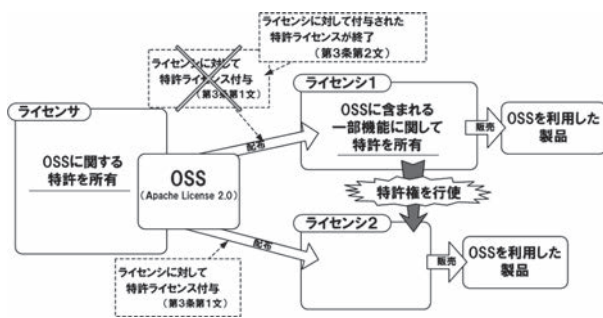 ライセンシに対して付与された
特許ライセンスが終了
（第3条第2文）
ライセンシに対して
特許ライセンス付与
（第3条第1文）
ライセンサ
OSSに関する
特許を所有
OSS
（Apache License 2.0）
配布
ライセンシ1
OSSに含まれる
一部機能に関して
特許を所有
販売
OSSを利用した
製品
特許権を行使
配布
ライセンシ2
販売
OSSを利用した
製品
ライセンシに対して
特許ライセンス付与
（第3条第1文）